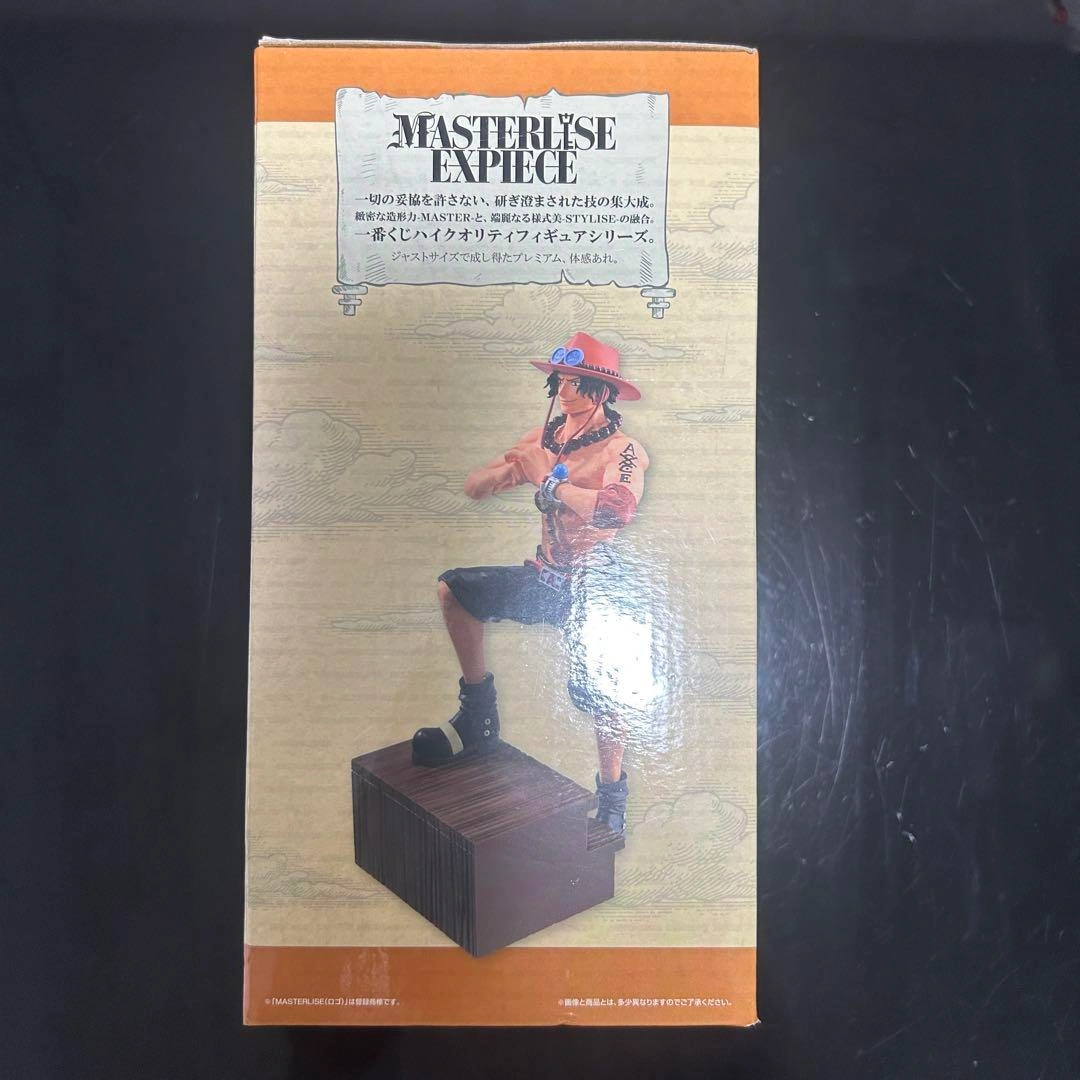 MASTERLISE
EXPIECE
一切の妥協を許さない、研ぎ澄まされた技の集大成。
緻密な造形力-MASTER-と、端麗なる様式美-STYLISE-の融合。
一番くじハイクオリティフィギュアシリーズ。
ジャストサイズで成し得たプレミアム、体感あれ。
ASCE
A
※「MASTERLISE(ロゴ)」は登録商標です。
※画像と商品とは、多少異なりますのでご了承ください。